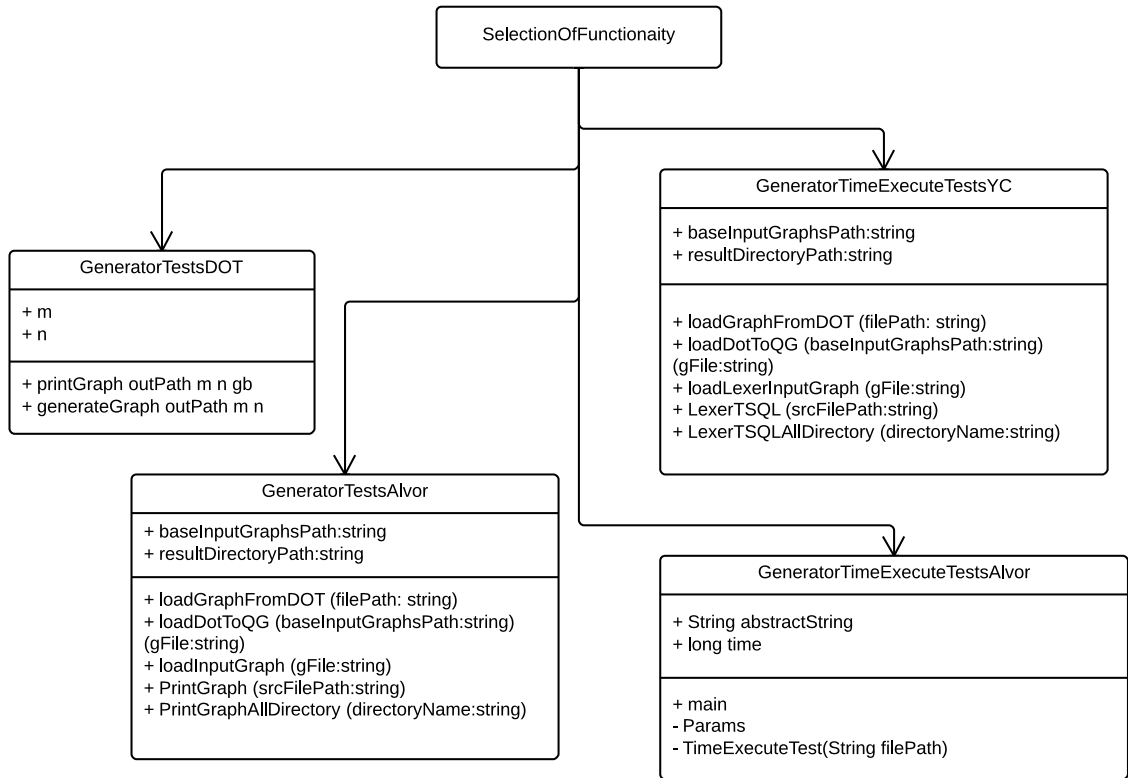 SelectionOfFunctionaity
GeneratorTimeExecuteTestsYC
+ baseInputGraphsPath:string
+ resultDirectoryPath:string
+ loadGraphFromDOT (filePath: string)
+ loadDotToQG (baseInputGraphsPath:string)
(gFile:string)
+ loadLexerInputGraph (gFile:string)
+ LexerTSQL (srcFilePath:string)
+ LexerTSQLAllDirectory (directoryName:string)
GeneratorTestsDOT
+ m
+ n
+ printGraph outPath m n gb
+ generateGraph outPath m n
GeneratorTestsAlvor
+ baseInputGraphsPath:string
+ resultDirectoryPath:string
+ loadGraphFromDOT (filePath: string)
+ loadDotToQG (baseInputGraphsPath:string)
(gFile:string)
+ loadInputGraph (gFile:string)
+ PrintGraph (srcFilePath:string)
+ PrintGraphAllDirectory (directoryName:string)
GeneratorTimeExecuteTestsAlvor
+ String abstractString
+ long time
+ main
- Params
- TimeExecuteTest(String filePath)